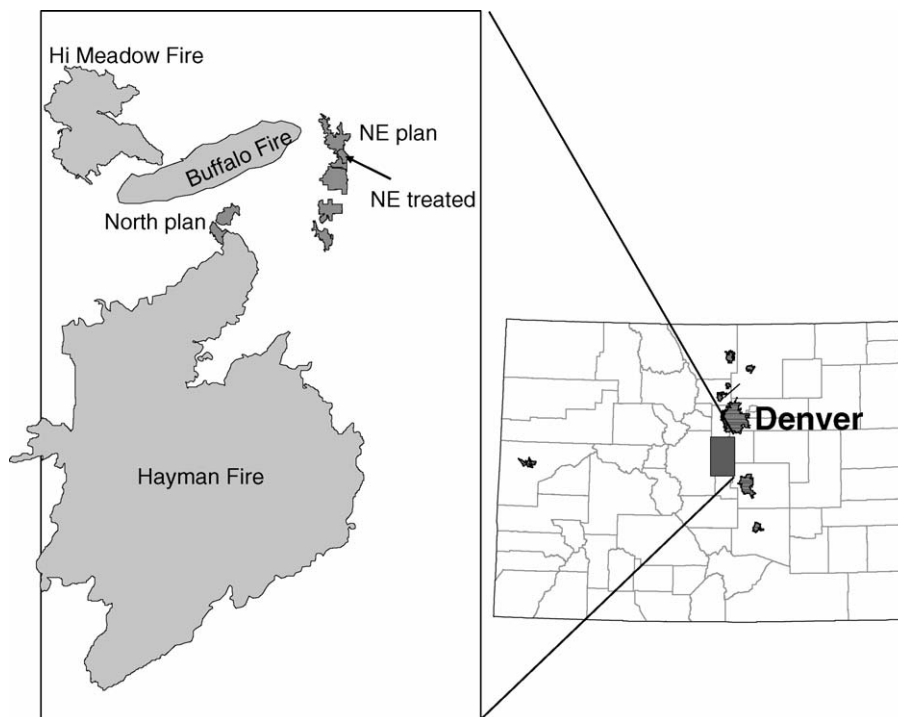 Hi Meadow Fire
Buffalo Fire
NE plan
NE treated
North plan
Hayman Fire
Denver